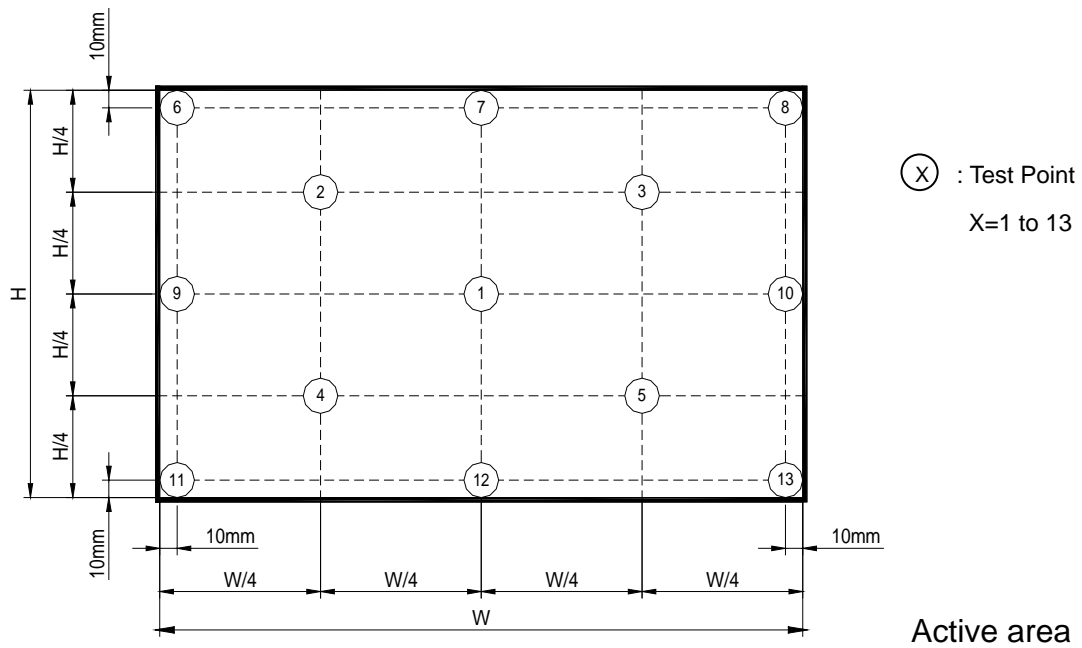 10mm
6
7
8
H/4
2
3
X : Test Point
X=1 to 13
H/4
H
9
1
10
H/4
4
5
H/4
11
12
13
10mm
10mm
10mm
W/4
W/4
W/4
W/4
W
Active area